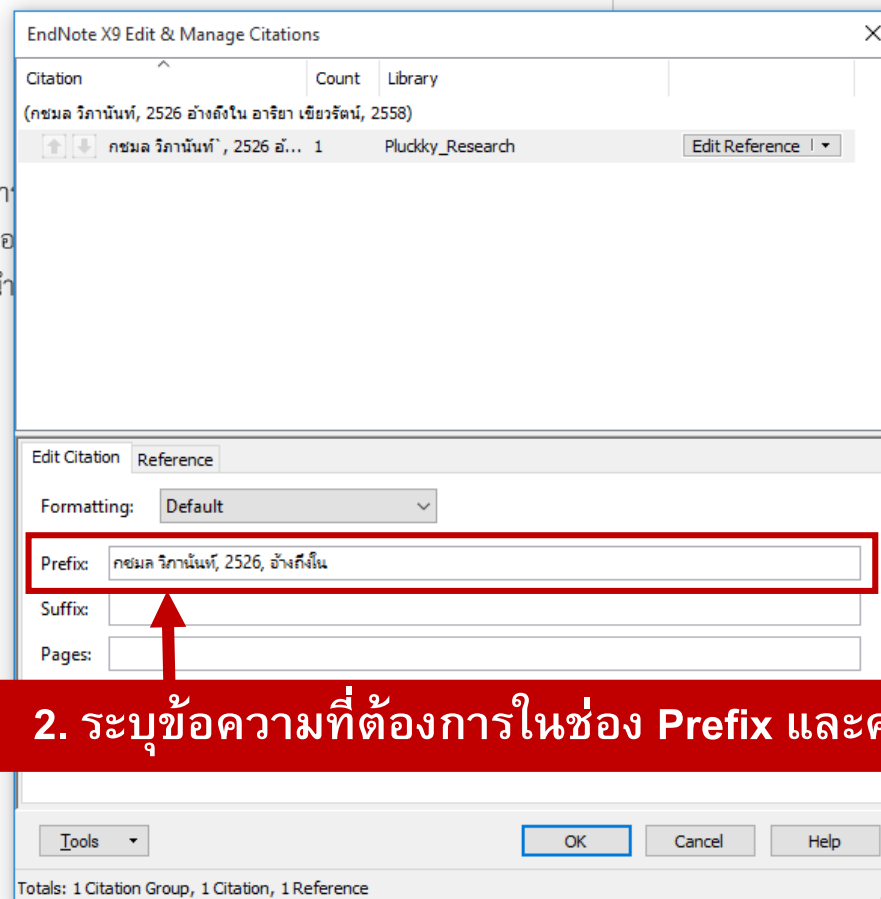 EndNote X9 Edit & Manage Citations
Citation Count Library
(กชมล วิภานันท์, 2526 อ้างถึงใน อาริยา เขียวรัตน์, 2558)
กชมล วิภานันท์`, 2526 อ้... 1 Pluckky_Research Edit Reference
Edit Citation Reference
Formatting: Default
Prefix: กชมล วิภานันท์, 2526, อ้างถึงใน
Suffix:
Pages:
2. ระบุข้อความที่ต้องการในช่อง Prefix และค
Tools OK Cancel Help
Totals: 1 Citation Group, 1 Citation, 1 Reference